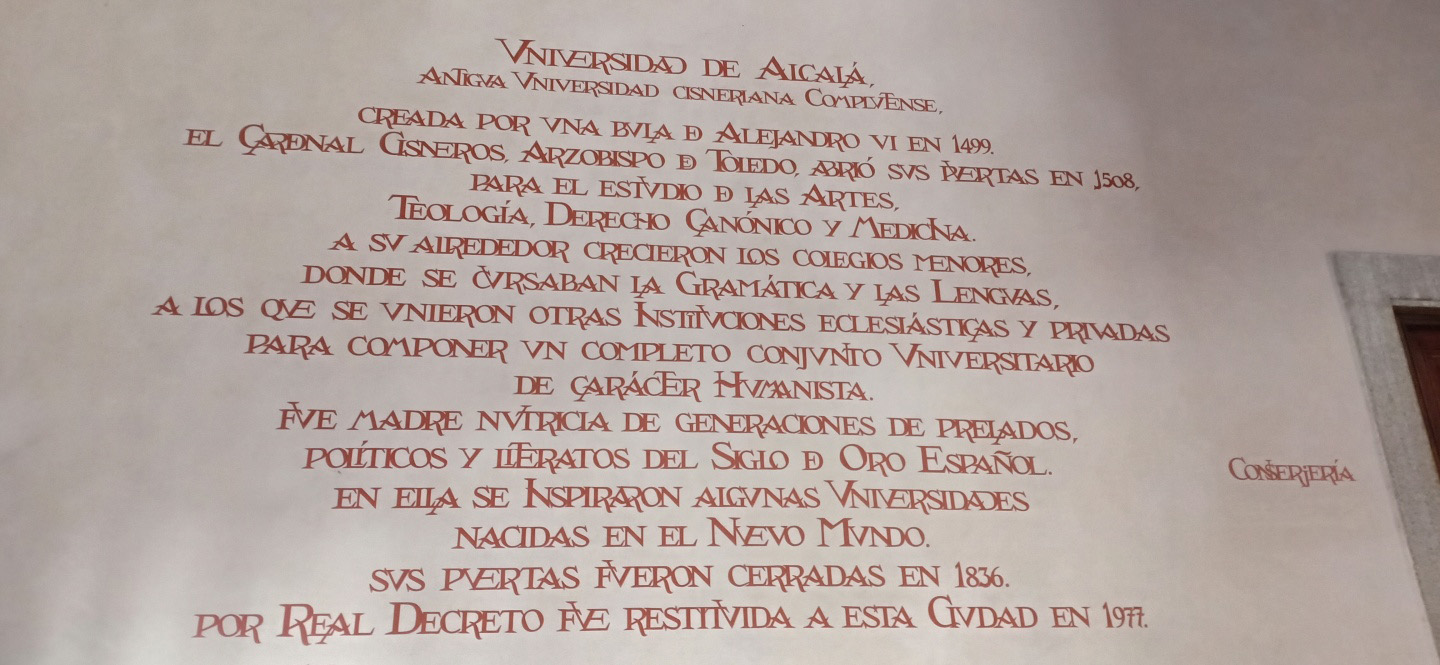 VNIVERSIDAD DE ALCALÁ,
ANTIGVA VNIVERSIDAD CISNERIANA COMPLVTENSE,
CREADA POR VNA BVLA DE ALEJANDRO VI EN 1499.
EL CARDENAL CISNEROS, ARZOBISPO DE TOLEDO, ABRIÓ SVS PVERTAS EN 1508,
PARA EL ESTVDIO DE LAS ARTES,
TEOLOGÍA, DERECHO CANÓNICO Y MEDICINA.
A SV ALREDEDOR CRECIERON LOS COLEGIOS MENORES,
DONDE SE CVRSABAN LA GRAMÁTICA Y LAS LENGVAS,
A LOS QVE SE VNIERON OTRAS INSTITVCIONES ECLESIÁSTICAS Y PRIVADAS
PARA COMPONER VN COMPLETO CONJVNTO VNIVERSITARIO
DE CARÁCTER HVMANISTA.
FVE MADRE NVTRICIA DE GENERACIONES DE PRELADOS,
POLÍTICOS Y LITERATOS DEL SIGLO DE ORO ESPAÑOL.
EN ELLA SE INSPIRARON ALGVNAS VNIVERSIDADES
NACIDAS EN EL NVEVO MVNDO.
SVS PVERTAS FVERON CERRADAS EN 1836.
POR REAL DECRETO FVE RESTITVIDA A ESTA CIVDAD EN 1977.
CONSERJERÍA